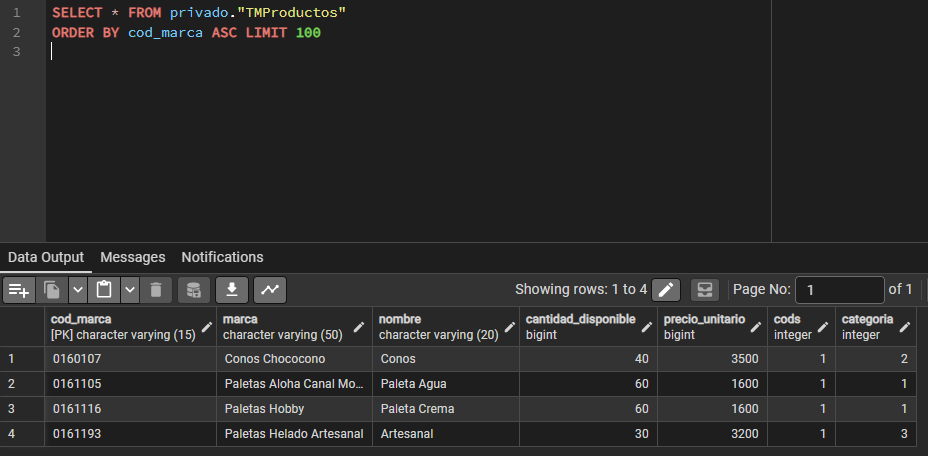 1 SELECT * FROM privado."TMProductos"
2 ORDER BY cod_marca ASC LIMIT 100
3
Data Output Messages Notifications
Showing rows: 1 to 4 Page No: 1 of 1
cod_marca marca nombre cantidad_disponible precio_unitario cods categoria
[PK] character varying (15) character varying (50) character varying (20) bigint bigint integer integer
1 0160107 Conos Chococono Conos 40 3500 1 2
2 0161105 Paletas Aloha Canal Mo... Paleta Agua 60 1600 1 1
3 0161116 Paletas Hobby Paleta Crema 60 1600 1 1
4 0161193 Paletas Helado Artesanal Artesanal 30 3200 1 3